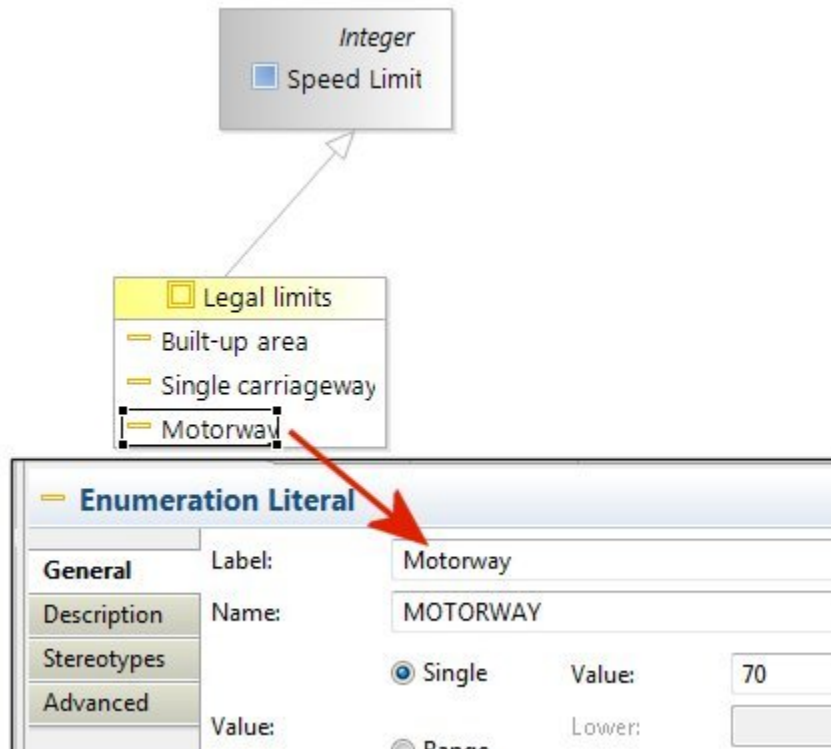 Integer
Speed Limit
Legal limits
Built-up area
Single carriageway
Motorway
Enumeration Literal
General
Label:
Motorway
Description
Name:
MOTORWAY
Stereotypes
Single
Value:
70
Advanced
Value:
Lower:
Range